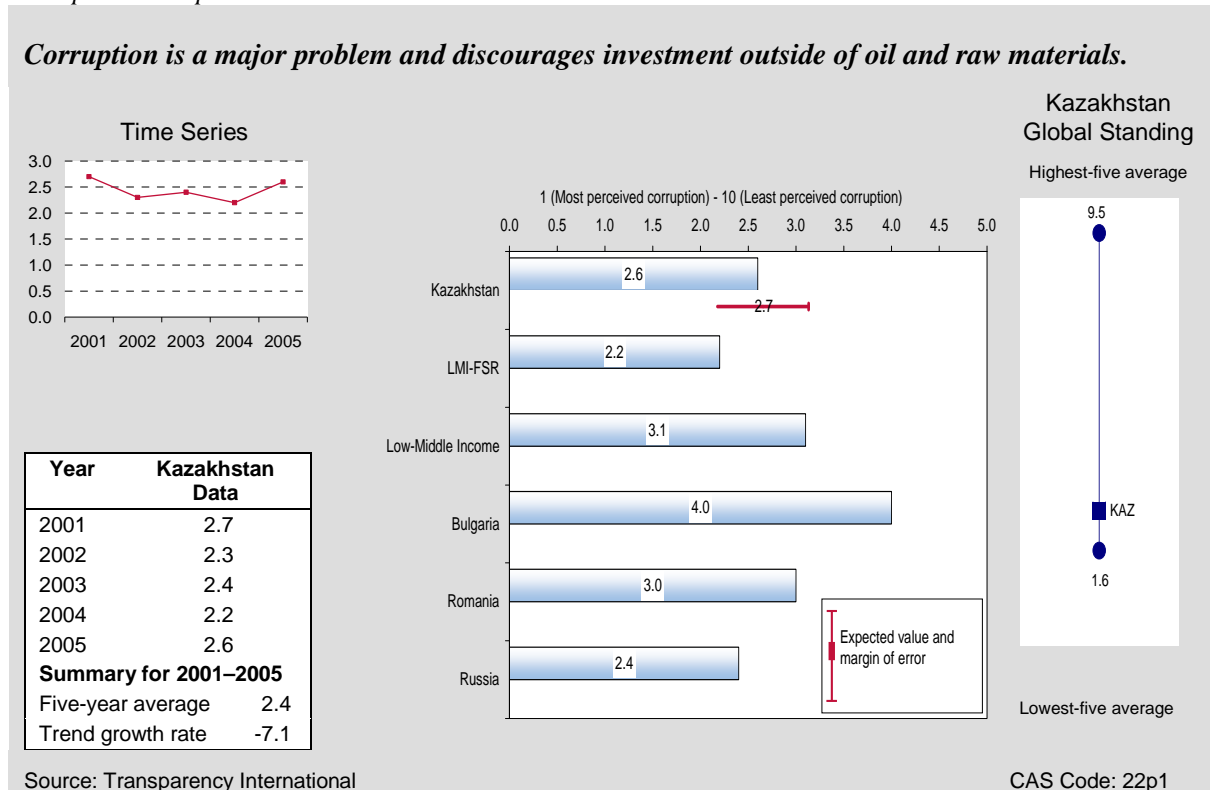 Corruption is a major problem and discourages investment outside of oil and raw materials.
Time Series
3.0
2.5
2.0
1.5
1.0
0.5
0.0
2001 2002 2003 2004 2005
Year Kazakhstan
Data
2001 2.7
2002 2.3
2003 2.4
2004 2.2
2005 2.6
Summary for 2001–2005
Five-year average 2.4
Trend growth rate -7.1
1 (Most perceived corruption) - 10 (Least perceived corruption)
0.0 0.5 1.0 1.5 2.0 2.5 3.0 3.5 4.0 4.5 5.0
Kazakhstan 2.6
2.7
LMI-FSR 2.2
Low-Middle Income 3.1
Bulgaria 4.0
Romania 3.0
Russia 2.4
Expected value and
margin of error
Kazakhstan
Global Standing
Highest-five average
9.5
KAZ
1.6
Lowest-five average
Source: Transparency International CAS Code: 22p1